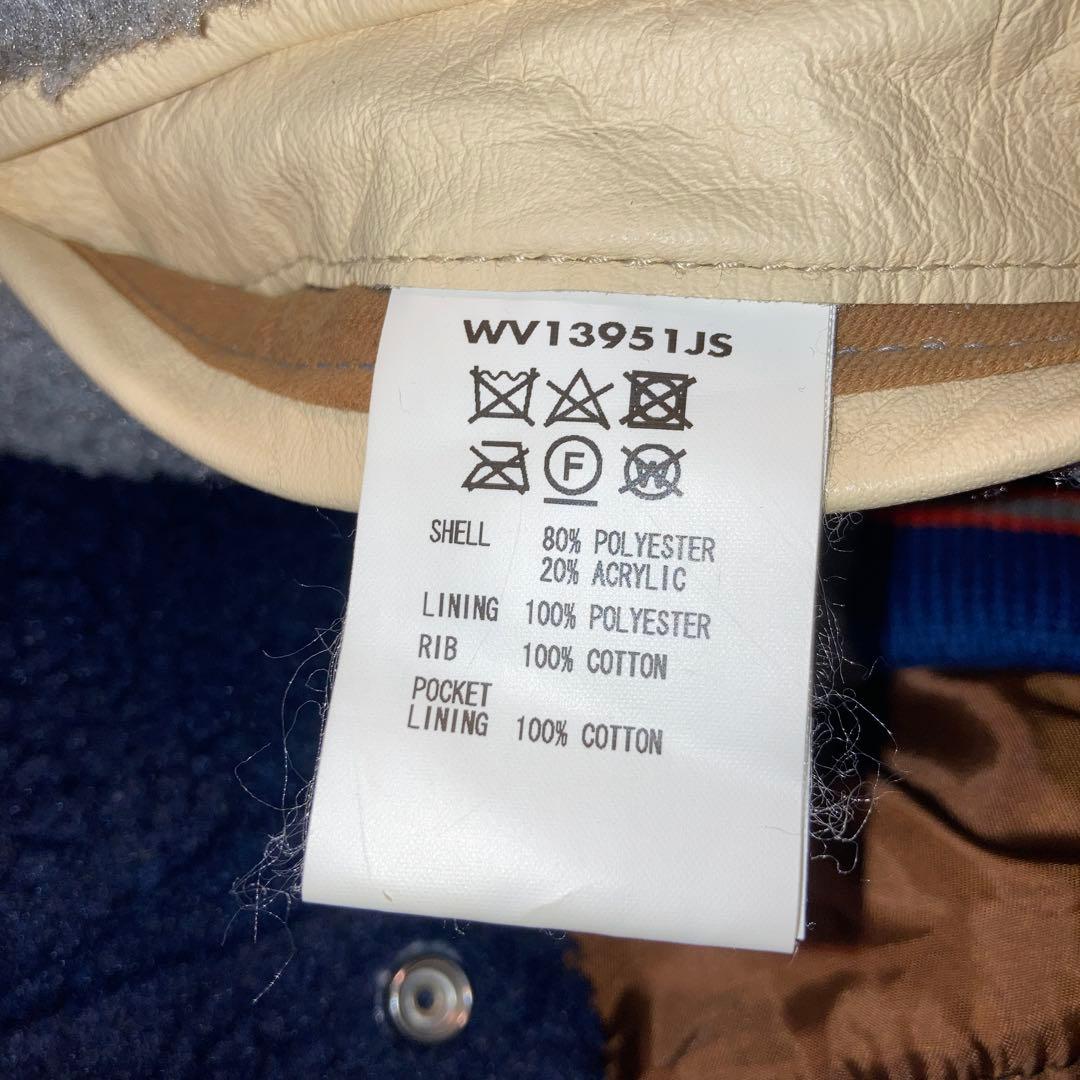 WV13951JS
F W
SHELL 80% POLYESTER
20% ACRYLIC
LINING 100% POLYESTER
RIB 100% COTTON
POCKET
LINING 100% COTTON